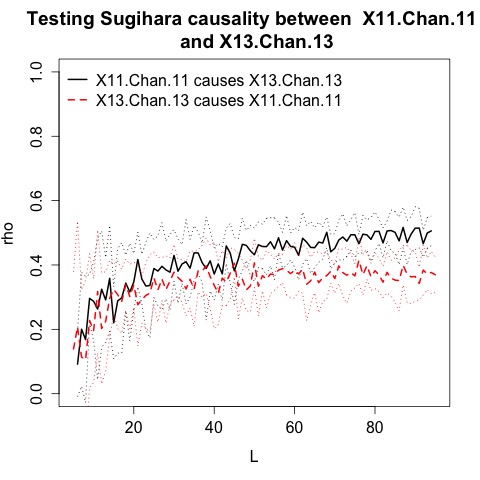 Testing Sugihara causality between  X11.Chan.11
and X13.Chan.13
X11.Chan.11 causes X13.Chan.13
X13.Chan.13 causes X11.Chan.11
rho
1.0
0.8
0.6
0.4
0.2
0.0
20 40 60 80
L